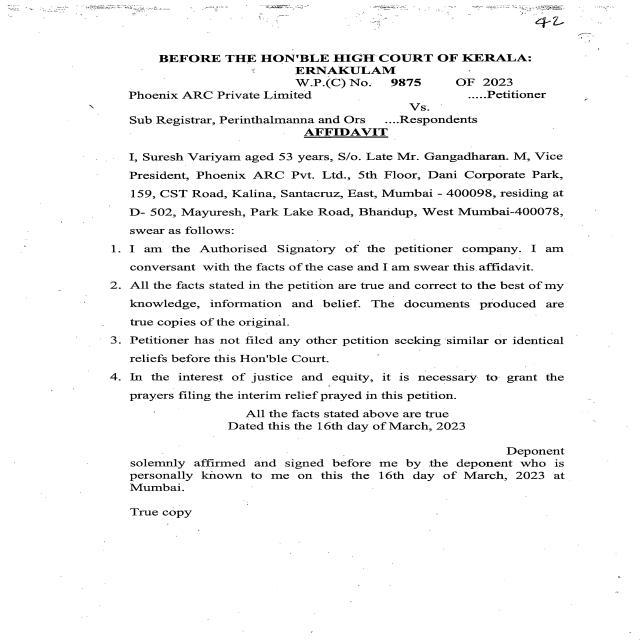 42
BEFORE THE HON'BLE HIGH COURT OF KERALA:
ERNAKULAM
W.P.(C) No. 9875 OF 2023
Phoenix ARC Private Limited .....Petitioner
Vs.
Sub Registrar, Perinthalmanna and Ors ....Respondents
AFFIDAVIT
I, Suresh Variyam aged 53 years, S/o. Late Mr. Gangadharan. M, Vice
President, Phoenix ARC Pvt. Ltd., 5th Floor, Dani Corporate Park,
159, CST Road, Kalina, Santacruz, East, Mumbai - 400098, residing at
D- 502, Mayuresh, Park Lake Road, Bhandup, West Mumbai-400078,
swear as follows:
1. I am the Authorised Signatory of the petitioner company. I am
conversant with the facts of the case and I am swear this affidavit.
2. All the facts stated in the petition are true and correct to the best of my
knowledge, information and belief. The documents produced are
true copies of the original.
3. Petitioner has not filed any other petition seeking similar or identical
reliefs before this Hon'ble Court.
4. In the interest of justice and equity, it is necessary to grant the
prayers filing the interim relief prayed in this petition.
All the facts stated above are true
Dated this the 16th day of March, 2023
Deponent
solemnly affirmed and signed before me by the deponent who is
personally known to me on this the 16th day of March, 2023 at
Mumbai.
True copy